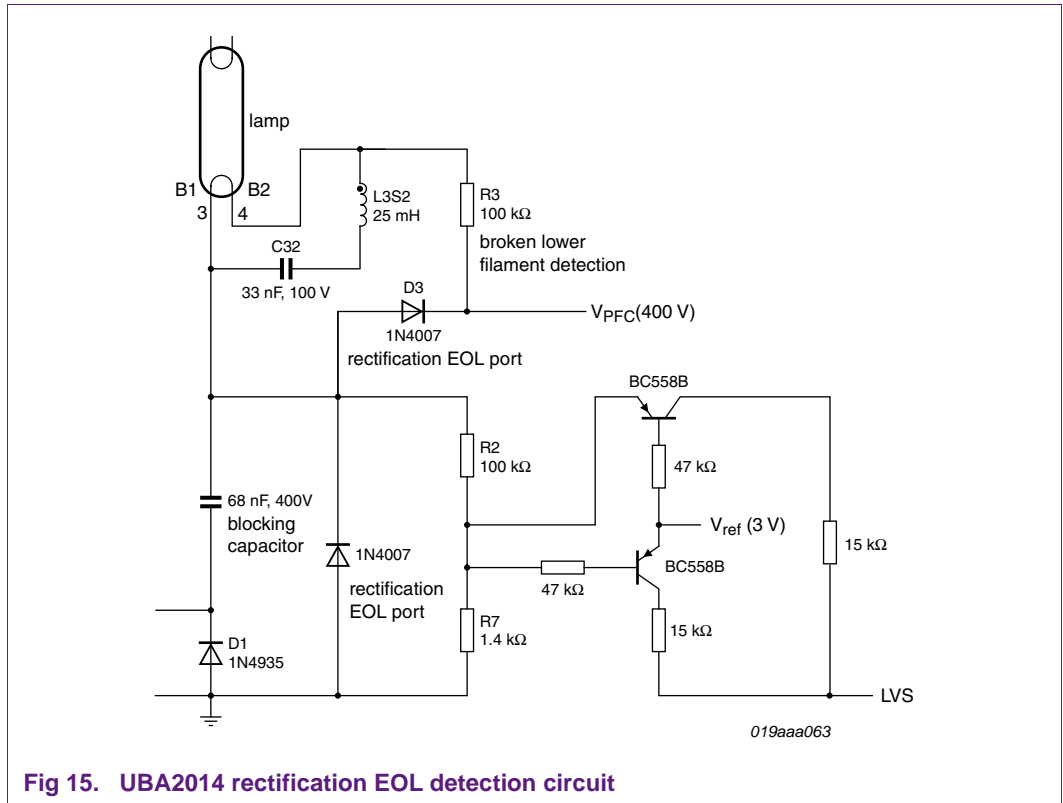 lamp
B1
B2
3
4
L3S2
25 mH
R3
100 kΩ
C32
33 nF, 100 V
broken lower
filament detection
D3
1N4007
VPFC(400 V)
rectification EOL port
BC558B
R2
100 kΩ
47 kΩ
68 nF, 400V
blocking
capacitor
Vref (3 V)
15 kΩ
1N4007
BC558B
rectification
EOL port
47 kΩ
R7
1.4 kΩ
15 kΩ
D1
1N4935
LVS
019aaa063
Fig 15. UBA2014 rectification EOL detection circuit